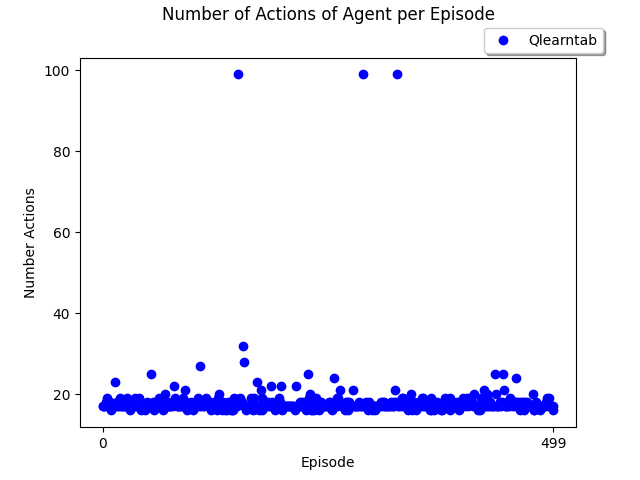 Number of Actions of Agent per Episode
Qlearntab
100
80
60
40
20
Number Actions
0
499
Episode